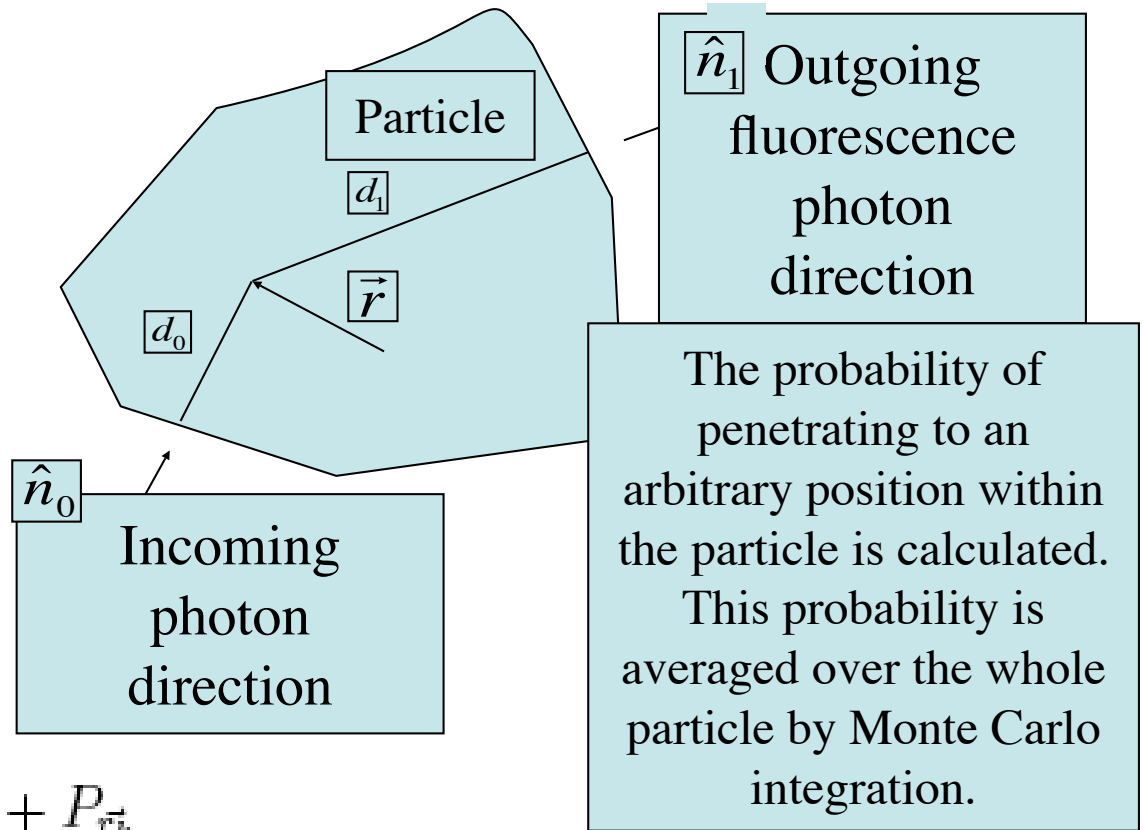 n̂₁ Outgoing
fluorescence
photon
direction
Particle
d₁
r⃗
d₀
The probability of
penetrating to an
arbitrary position within
the particle is calculated.
This probability is
averaged over the whole
particle by Monte Carlo
integration.
n̂₀
Incoming
photon
direction
+ P